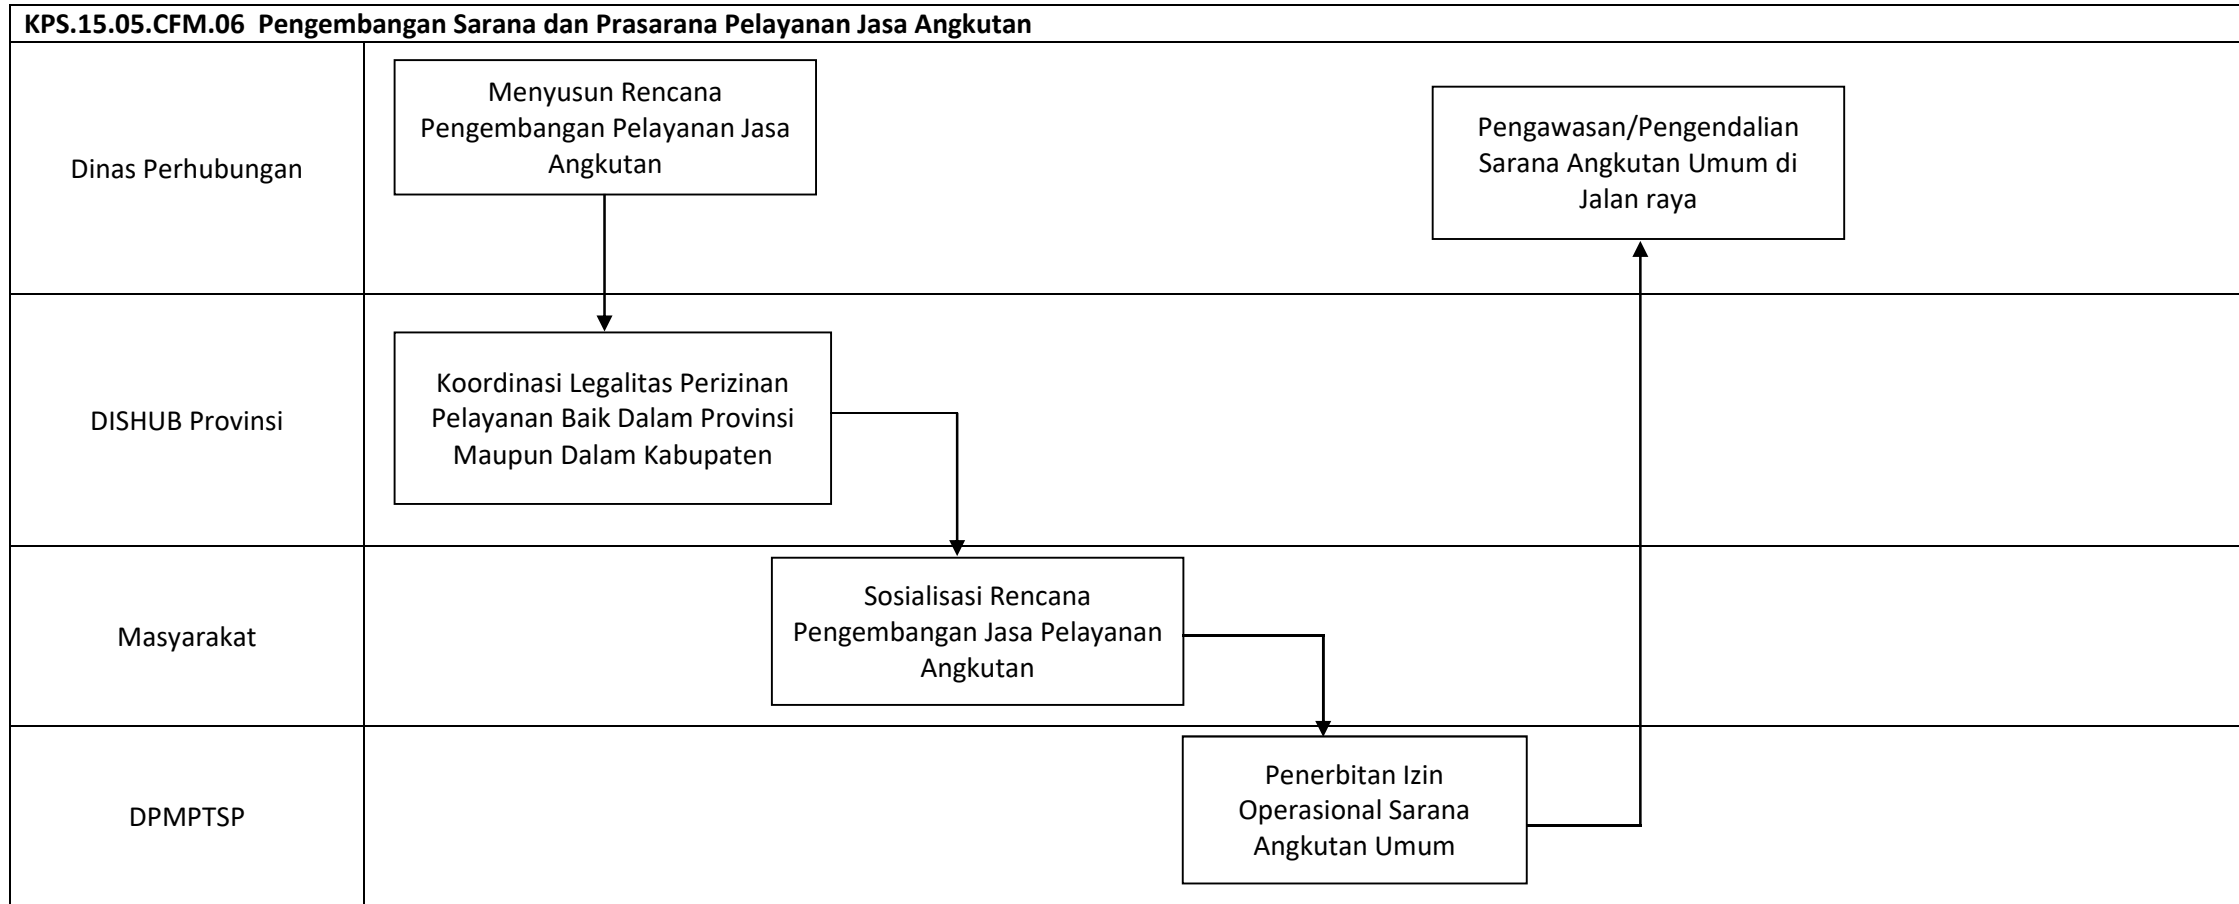 KPS.15.05.CFM.06 Pengembangan Sarana dan Prasarana Pelayanan Jasa Angkutan
Dinas Perhubungan
Menyusun Rencana
Pengembangan Pelayanan Jasa
Angkutan
Pengawasan/Pengendalian
Sarana Angkutan Umum di
Jalan raya
DISHUB Provinsi
Koordinasi Legalitas Perizinan
Pelayanan Baik Dalam Provinsi
Maupun Dalam Kabupaten
Masyarakat
Sosialisasi Rencana
Pengembangan Jasa Pelayanan
Angkutan
DPMPTSP
Penerbitan Izin
Operasional Sarana
Angkutan Umum